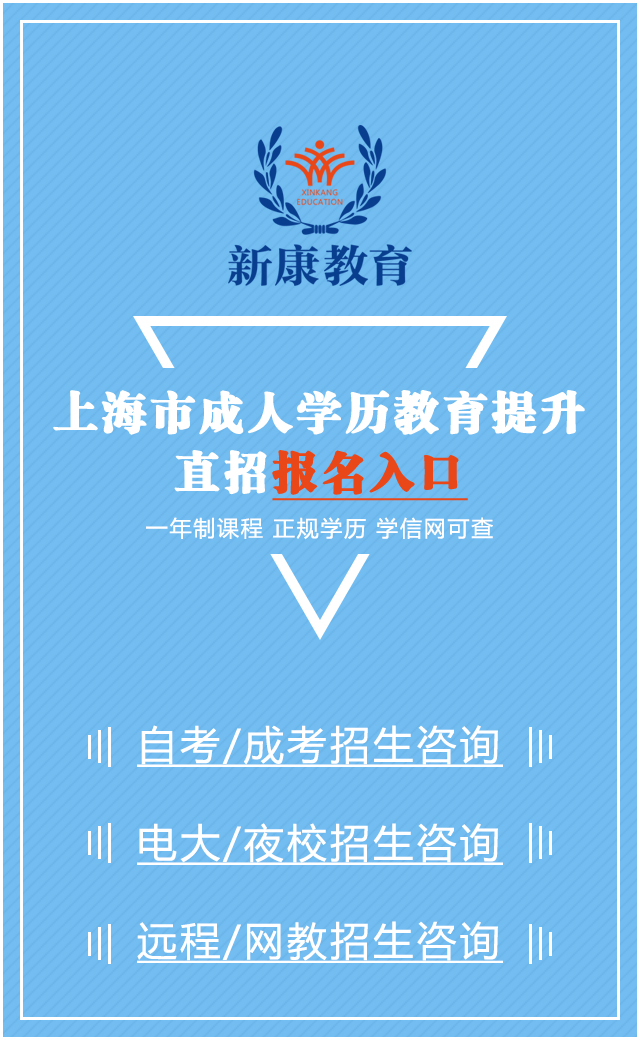 XINKANG
EDUCATION
新康教育
上海市成人学历教育提升
直招报名入口
一年制课程 正规学历 学信网可查
自考/成考招生咨询
电大/夜校招生咨询
远程/网教招生咨询